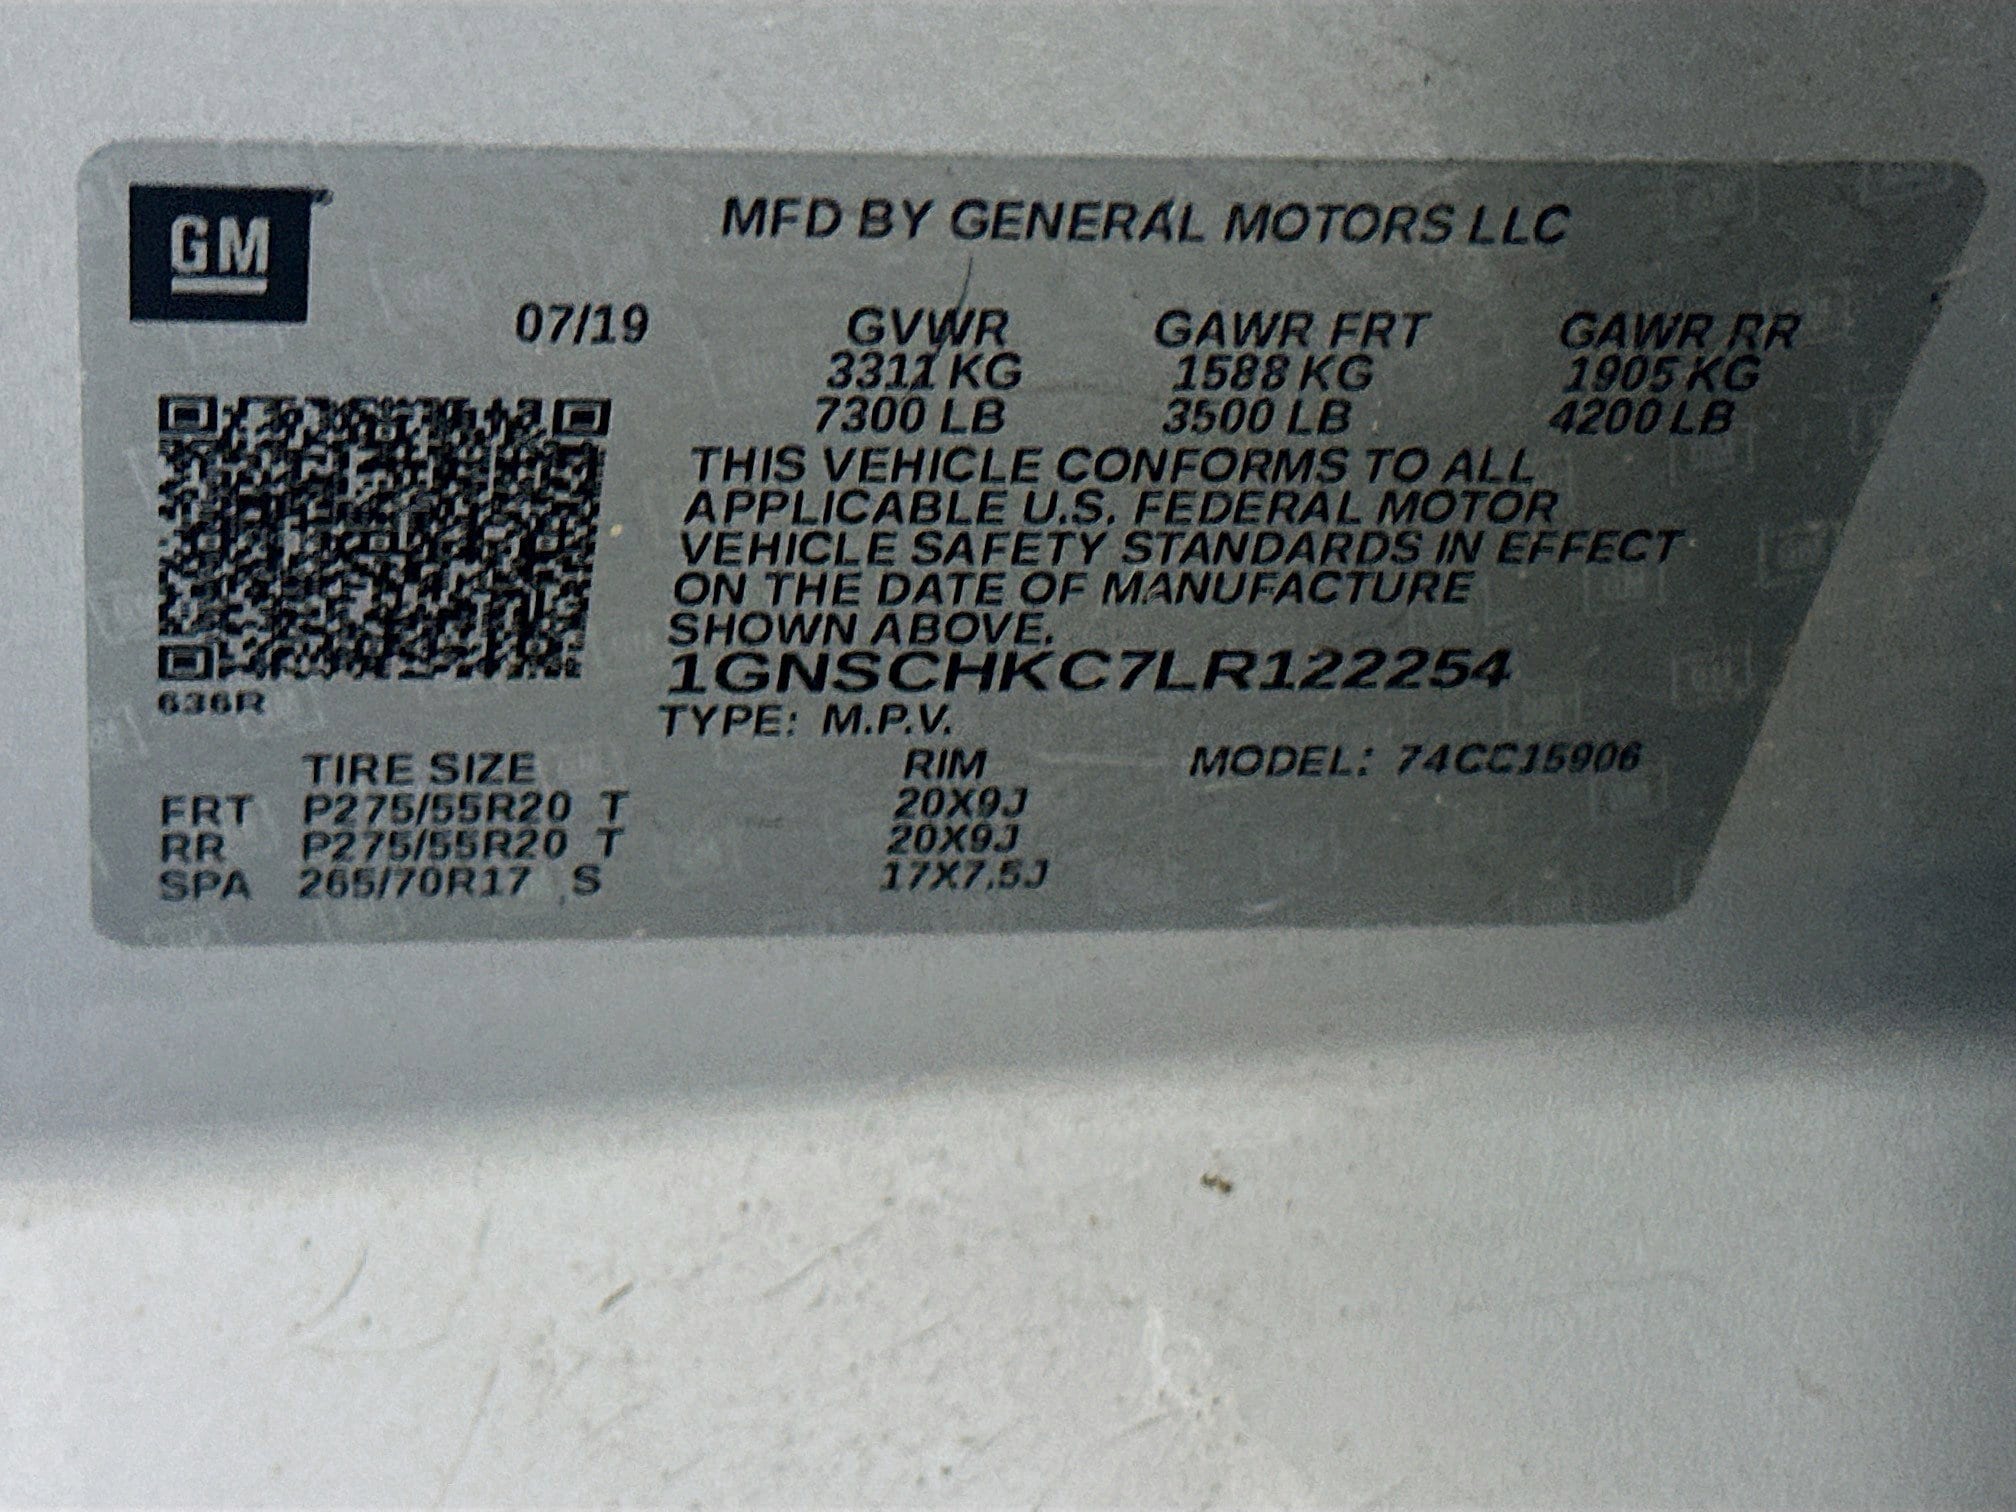 GM
MFD BY GENERAL MOTORS LLC
07/19 GVWR GAWR FRT GAWR RR
3311 KG 1588 KG 1905 KG
7300 LB 3500 LB 4200 LB
THIS VEHICLE CONFORMS TO ALL
APPLICABLE U.S. FEDERAL MOTOR
VEHICLE SAFETY STANDARDS IN EFFECT
ON THE DATE OF MANUFACTURE
SHOWN ABOVE.
1GNSCHKC7LR122254
636R
TYPE: M.P.V.
TIRE SIZE RIM MODEL: 74CC15906
FRT P275/55R20 T 20X9J
RR P275/55R20 T 20X9J
SPA 265/70R17 S 17X7.5J